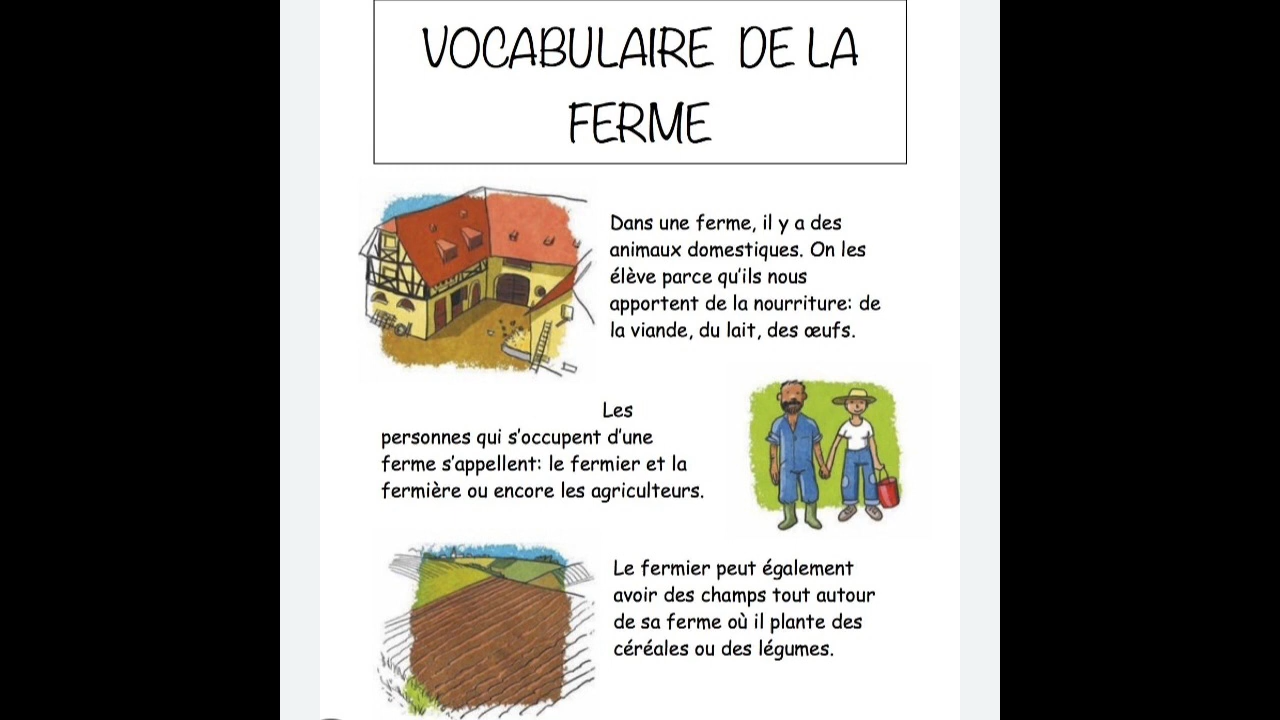 VOCABULAIRE DE LA
FERME
Dans une ferme, il y a des
animaux domestiques. On les
élève parce qu'ils nous
apportent de la nourriture: de
la viande, du lait, des œufs.
Les
personnes qui s'occupent d'une
ferme s'appellent: le fermier et la
fermière ou encore les agriculteurs.
Le fermier peut également
avoir des champs tout autour
de sa ferme où il plante des
céréales ou des légumes.